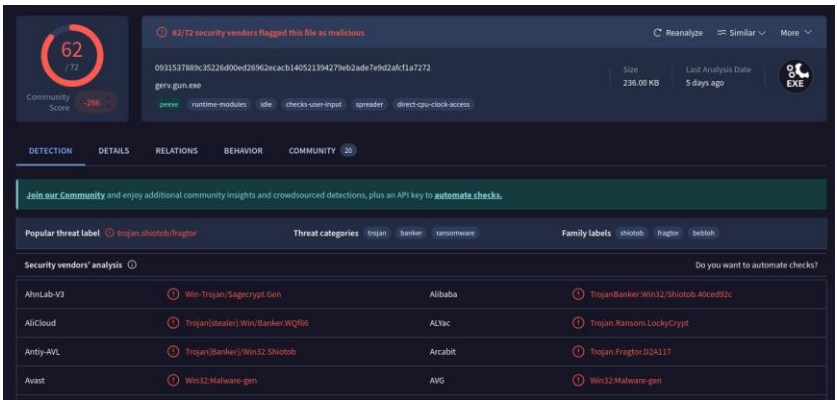 62
/ 72
Community
Score
-266
62/72 security vendors flagged this file as malicious
Reanalyze
Similar
More
0931537889c35226d00ed26962ecacb140521394279eb2ade7e9d2afcf1a7272
gerv.gun.exe
peexe runtime-modules idle checks-user-input spreader direct-cpu-clock-access
Size
236.00 KB
Last Analysis Date
5 days ago
EXE
DETECTION DETAILS RELATIONS BEHAVIOR COMMUNITY 20
Join our Community and enjoy additional community insights and crowdsourced detections, plus an API key to automate checks.
Popular threat label trojan.shiotob/fragtor Threat categories trojan banker ransomware Family labels shiotob fragtor bebloh
Security vendors' analysis Do you want to automate checks?
AhnLab-V3 Win-Trojan/Sagecrypt.Gen Alibaba TrojanBanker:Win32/Shiotob.40ced92c
AliCloud Trojan[stealer]:Win/Banker.WQf66 ALYac Trojan.Ransom.LockyCrypt
Antiy-AVL Trojan[Banker]/Win32.Shiotob Arcabit Trojan.Fragtor.D2A117
Avast Win32:Malware-gen AVG Win32:Malware-gen